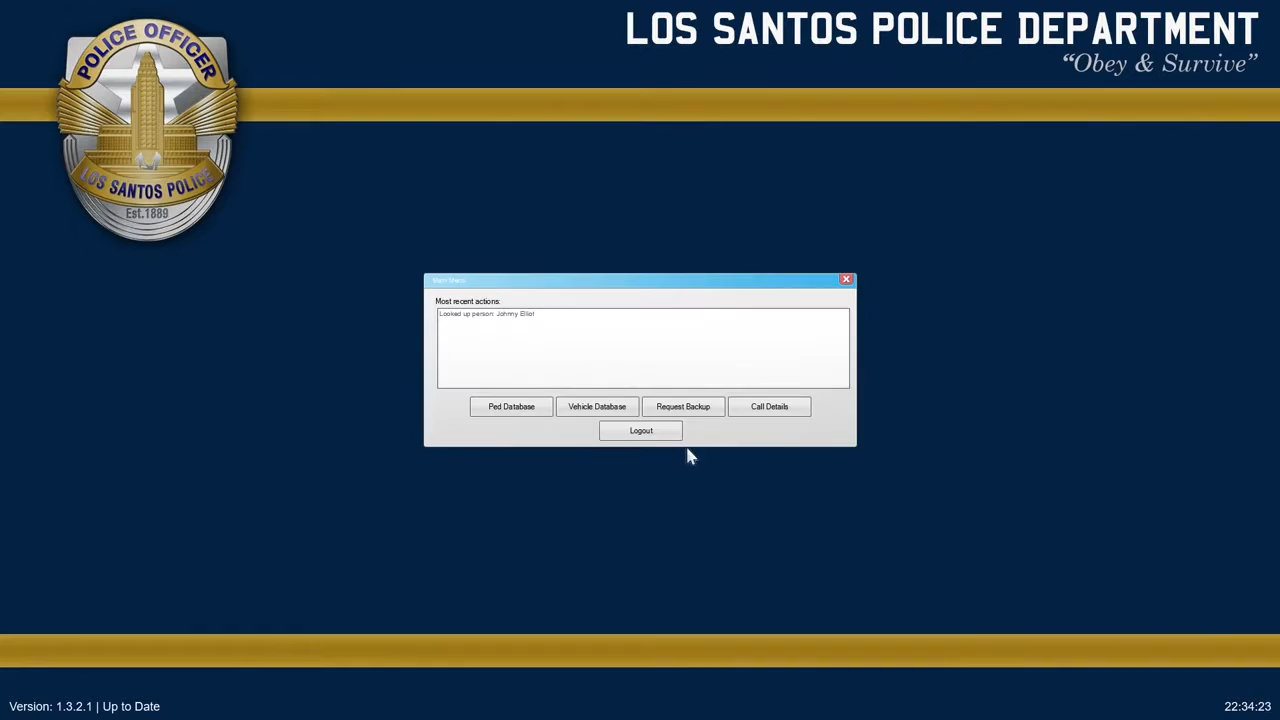 POLICE OFFICER
LOS SANTOS POLICE
Est.1889
LOS SANTOS POLICE DEPARTMENT
“Obey & Survive”
Main Menu
Most recent actions:
Looked up person: Johnny Elliot
Ped Database
Vehicle Database
Request Backup
Call Details
Logout
Version: 1.3.2.1 | Up to Date
22:34:23